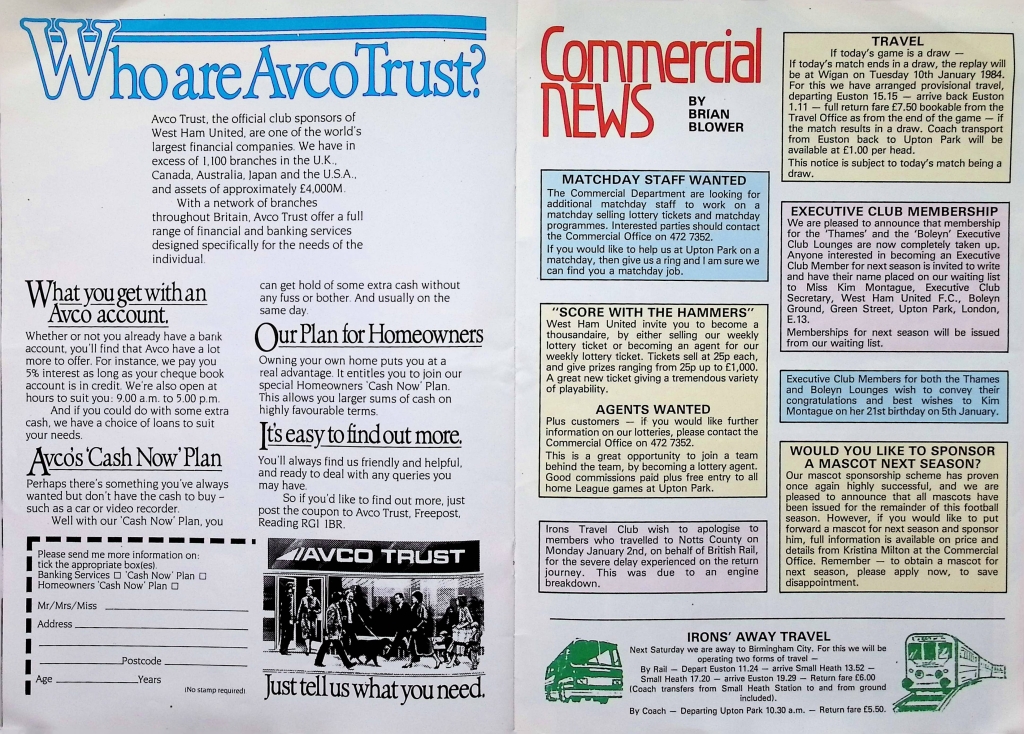 Who are Avco Trust?
Avco Trust, the official club sponsors of
West Ham United, are one of the world's
largest financial companies. We have in
excess of 1,100 branches in the U.K.,
Canada, Australia, Japan and the U.S.A.,
and assets of approximately £4,000M.
With a network of branches
throughout Britain, Avco Trust offer a full
range of financial and banking services
designed specifically for the needs of the
individual.
What you get with an
Avco account.
Whether or not you already have a bank
account, you'll find that Avco have a lot
more to offer. For instance, we pay you
5% interest as long as your cheque book
account is in credit. We're also open at
hours to suit you: 9.00 a.m. to 5.00 p.m.
And if you could do with some extra
cash, we have a choice of loans to suit
your needs.
Avco's 'Cash Now' Plan
Perhaps there's something you've always
wanted but don't have the cash to buy –
such as a car or video recorder.
Well with our 'Cash Now' Plan, you
can get hold of some extra cash without
any fuss or bother. And usually on the
same day.
Our Plan for Homeowners
Owning your own home puts you at a
real advantage. It entitles you to join our
special Homeowners 'Cash Now' Plan.
This allows you larger sums of cash on
highly favourable terms.
It's easy to find out more.
You'll always find us friendly and helpful,
and ready to deal with any queries you
may have.
So if you'd like to find out more, just
post the coupon to Avco Trust, Freepost,
Reading RG1 1BR.
Please send me more information on:
tick the appropriate box(es).
Banking Services □ 'Cash Now' Plan □
Homeowners 'Cash Now' Plan □
Mr/Mrs/Miss
Address
Postcode
Age Years
(No stamp required)
AVCO TRUST
Just tell us what you need.
Commercial
NEWS
BY
BRIAN
BLOWER
MATCHDAY STAFF WANTED
The Commercial Department are looking for
additional matchday staff to work on a
matchday selling lottery tickets and matchday
programmes. Interested parties should contact
the Commercial Office on 472 7352.
If you would like to help us at Upton Park on a
matchday, then give us a ring and I am sure we
can find you a matchday job.
"SCORE WITH THE HAMMERS"
West Ham United invite you to become a
thousandaire, by either selling our weekly
lottery ticket or becoming an agent for our
weekly lottery ticket. Tickets sell at 25p each,
and give prizes ranging from 25p up to £1,000.
A great new ticket giving a tremendous variety
of playability.
AGENTS WANTED
Plus customers — if you would like further
information on our lotteries, please contact the
Commercial Office on 472 7352.
This is a great opportunity to join a team
behind the team, by becoming a lottery agent.
Good commissions paid plus free entry to all
home League games at Upton Park.
Irons Travel Club wish to apologise to
members who travelled to Notts County on
Monday January 2nd, on behalf of British Rail,
for the severe delay experienced on the return
journey. This was due to an engine
breakdown.
TRAVEL
If today's game is a draw —
If today's match ends in a draw, the replay will
be at Wigan on Tuesday 10th January 1984.
For this we have arranged provisional travel,
departing Euston 15.15 — arrive back Euston
1.11 — full return fare £7.50 bookable from the
Travel Office as from the end of the game — if
the match results in a draw. Coach transport
from Euston back to Upton Park will be
available at £1.00 per head.
This notice is subject to today's match being a
draw.
EXECUTIVE CLUB MEMBERSHIP
We are pleased to announce that membership
for the 'Thames' and the 'Boleyn' Executive
Club Lounges are now completely taken up.
Anyone interested in becoming an Executive
Club Member for next season is invited to write
and have their name placed on our waiting list
to Miss Kim Montague, Executive Club
Secretary, West Ham United F.C., Boleyn
Ground, Green Street, Upton Park, London,
E.13.
Memberships for next season will be issued
from our waiting list.
Executive Club Members for both the Thames
and Boleyn Lounges wish to convey their
congratulations and best wishes to Kim
Montague on her 21st birthday on 5th January.
WOULD YOU LIKE TO SPONSOR
A MASCOT NEXT SEASON?
Our mascot sponsorship scheme has proven
once again highly successful, and we are
pleased to announce that all mascots have
been issued for the remainder of this football
season. However, if you would like to put
forward a mascot for next season and sponsor
him, full information is available on price and
details from Kristina Milton at the Commercial
Office. Remember — to obtain a mascot for
next season, please apply now, to save
disappointment.
IRONS' AWAY TRAVEL
Next Saturday we are away to Birmingham City. For this we will be
operating two forms of travel —
By Rail — Depart Euston 11.24 — arrive Small Heath 13.52 —
Small Heath 17.20 — arrive Euston 19.29 — Return fare £6.00
(Coach transfers from Small Heath Station to and from ground
included).
By Coach — Departing Upton Park 10.30 a.m. — Return fare £5.50.